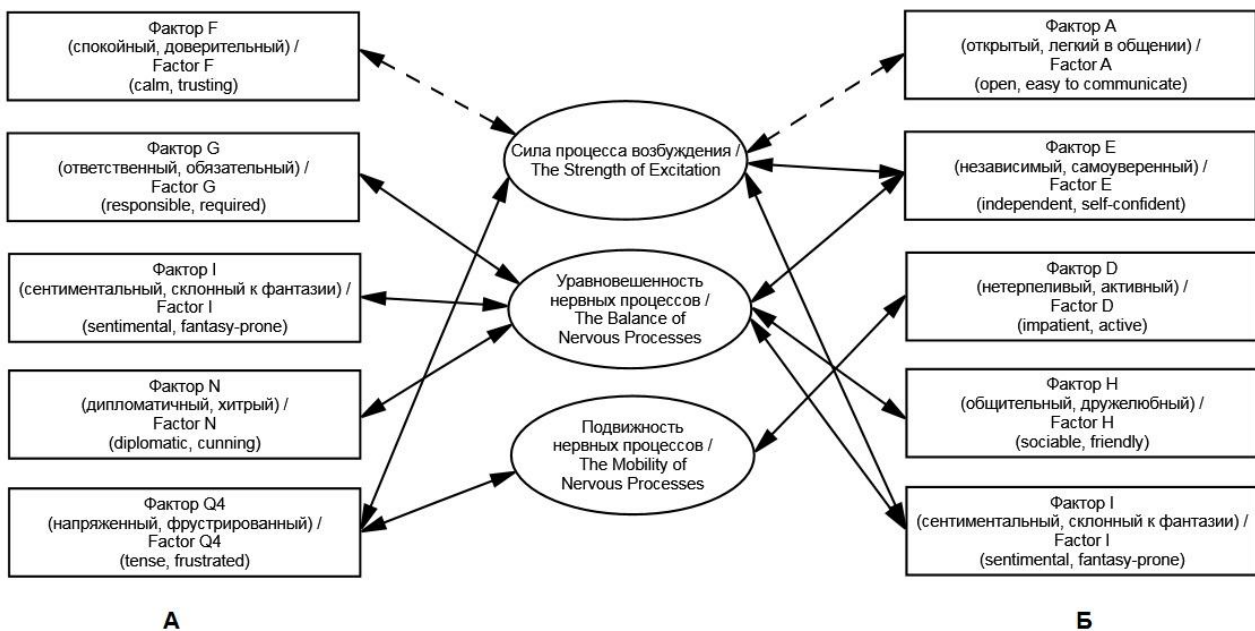 Фактор F
(спокойный, доверительный) /
Factor F
(calm, trusting)
Фактор G
(ответственный, обязательный) /
Factor G
(responsible, required)
Фактор I
(сентиментальный, склонный к фантазии) /
Factor I
(sentimental, fantasy-prone)
Фактор N
(дипломатичный, хитрый) /
Factor N
(diplomatic, cunning)
Фактор Q4
(напряженный, фрустрированный) /
Factor Q4
(tense, frustrated)
А
Сила процесса возбуждения /
The Strength of Excitation
Уравновешенность
нервных процессов /
The Balance of
Nervous Processes
Подвижность
нервных процессов /
The Mobility of
Nervous Processes
Фактор A
(открытый, легкий в общении) /
Factor A
(open, easy to communicate)
Фактор E
(независимый, самоуверенный) /
Factor E
(independent, self-confident)
Фактор D
(нетерпеливый, активный) /
Factor D
(impatient, active)
Фактор H
(общительный, дружелюбный) /
Factor H
(sociable, friendly)
Фактор I
(сентиментальный, склонный к фантазии) /
Factor I
(sentimental, fantasy-prone)
Б